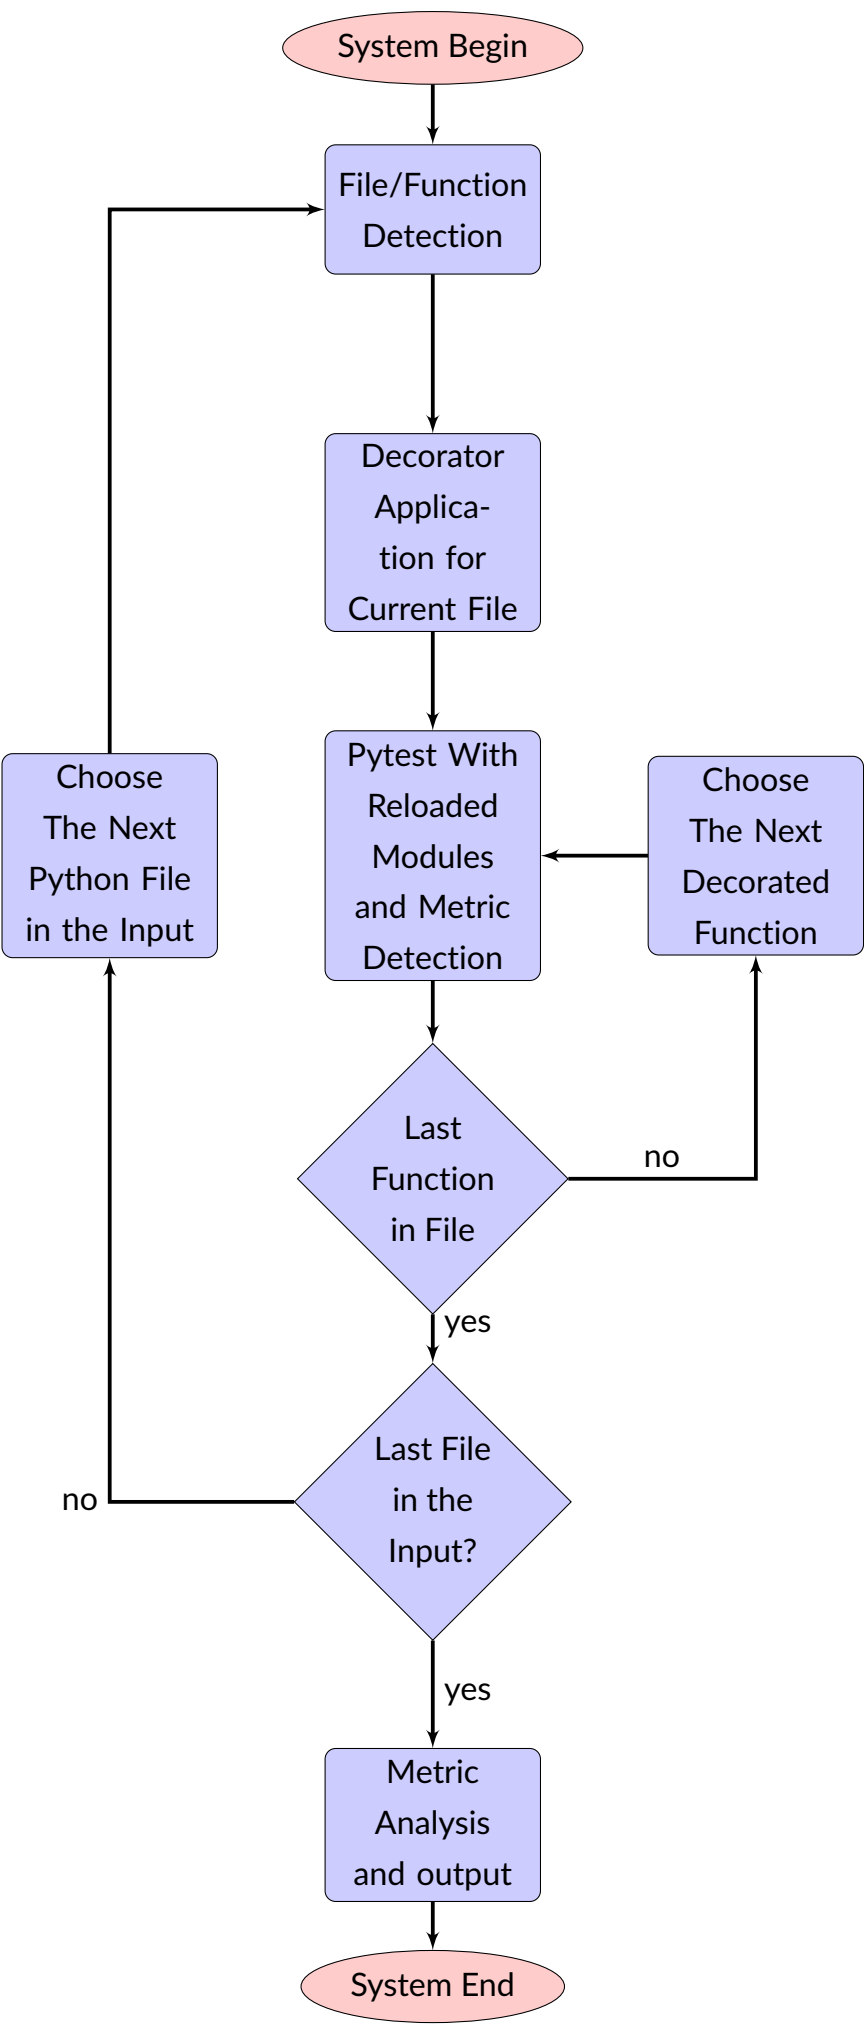 System Begin
File/Function
Detection
Decorator
Applica-
tion for
Current File
Pytest With
Reloaded
Modules
and Metric
Detection
Choose
The Next
Python File
in the Input
Choose
The Next
Decorated
Function
Last
Function
in File
no
yes
Last File
in the
Input?
no
yes
Metric
Analysis
and output
System End